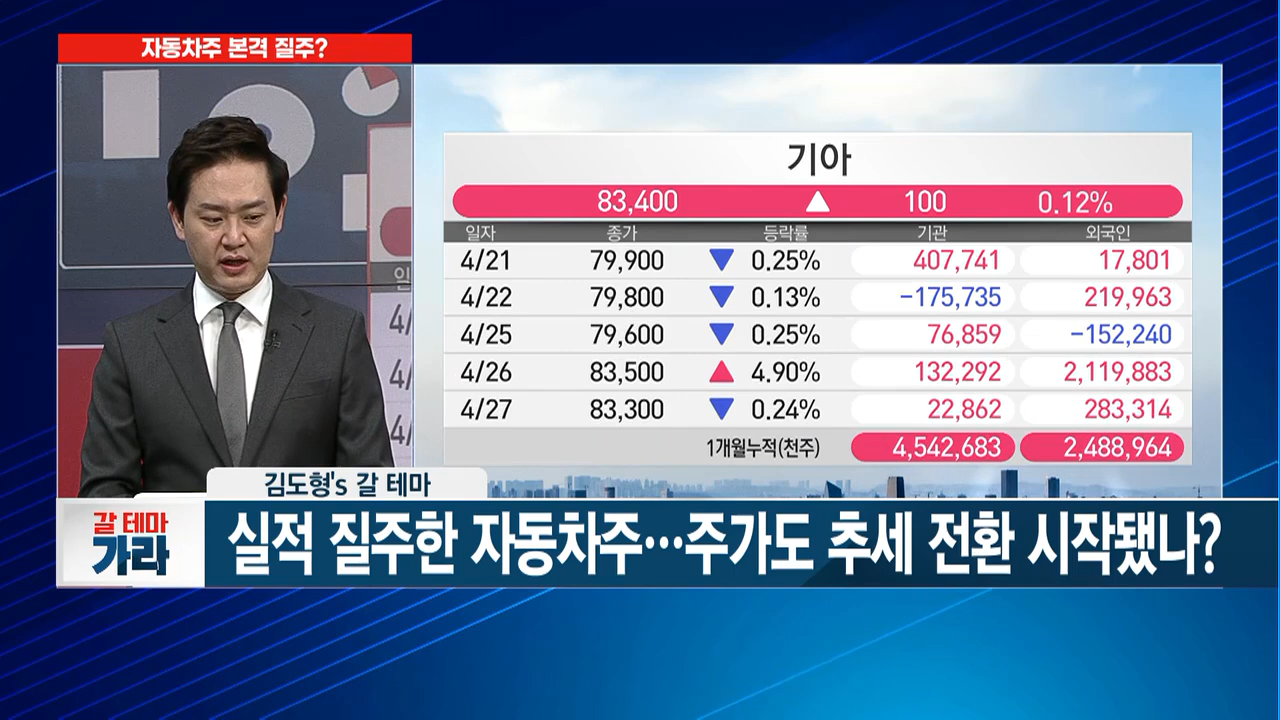 자동차주 본격 질주?
기아
83,400 ▲ 100 0.12%
일자 종가 등락률 기관 외국인
4/21 79,900 ▼ 0.25% 407,741 17,801
4/22 79,800 ▼ 0.13% -175,735 219,963
4/25 79,600 ▼ 0.25% 76,859 -152,240
4/26 83,500 ▲ 4.90% 132,292 2,119,883
4/27 83,300 ▼ 0.24% 22,862 283,314
1개월누적(천주) 4,542,683 2,488,964
김도형's 갈 테마
갈 테마
가라
실적 질주한 자동차주…주가도 추세 전환 시작됐나?